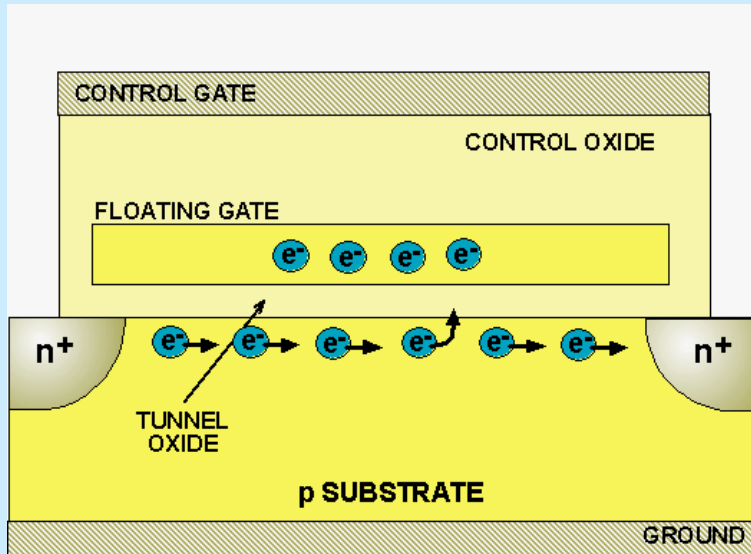 CONTROL GATE
CONTROL OXIDE
FLOATING GATE
e- e- e- e-
e- e- e- e- e- e-
n+ n+
TUNNEL
OXIDE
p SUBSTRATE
GROUND